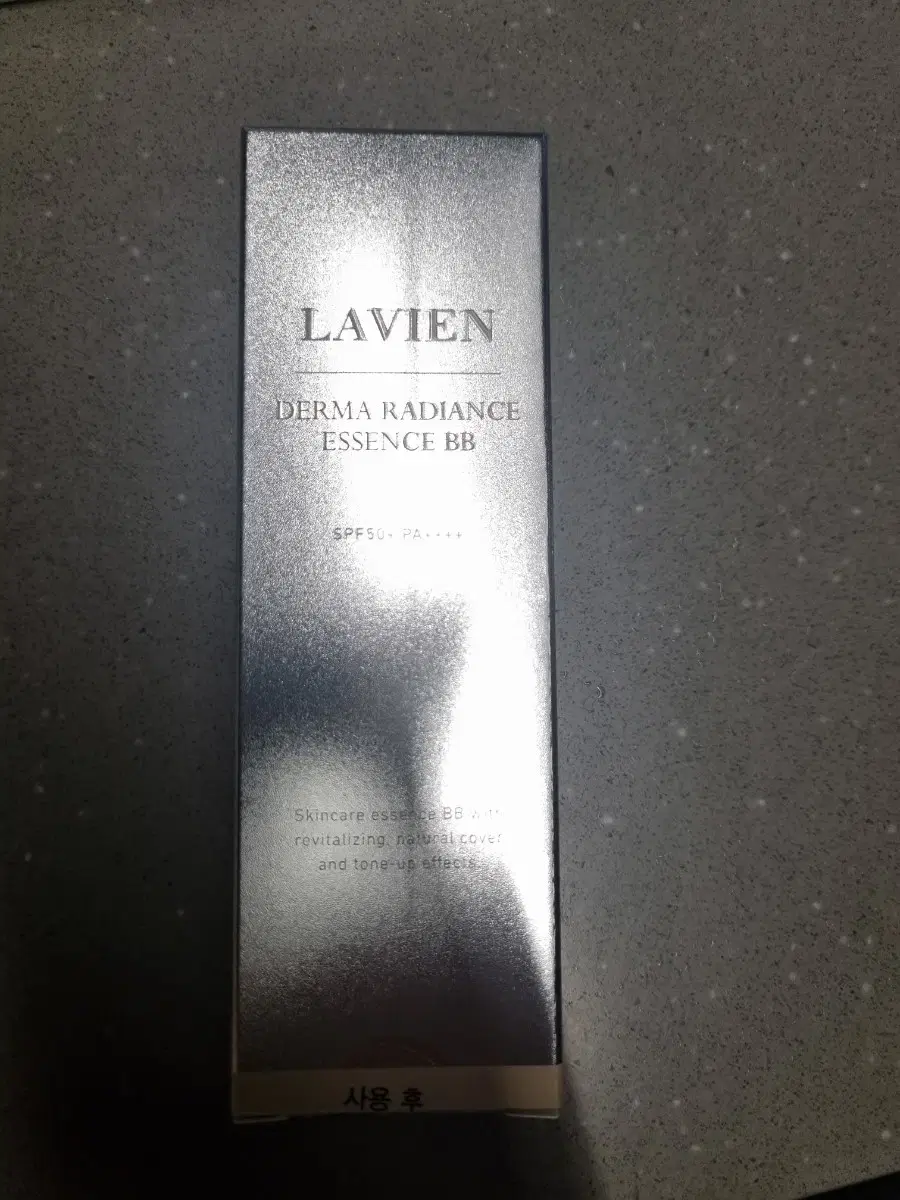 LAVIEN
DERMA RADIANCE
ESSENCE BB
SPF50+ PA++++
Skincare essence BB with
revitalizing, natural cover
and tone-up effects.
사용 후